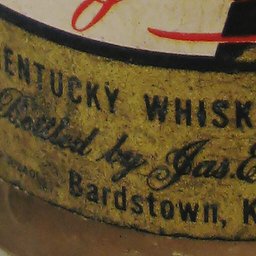 ENTUCKY WHISK
Bottled by Jas. E
Bardstown, K